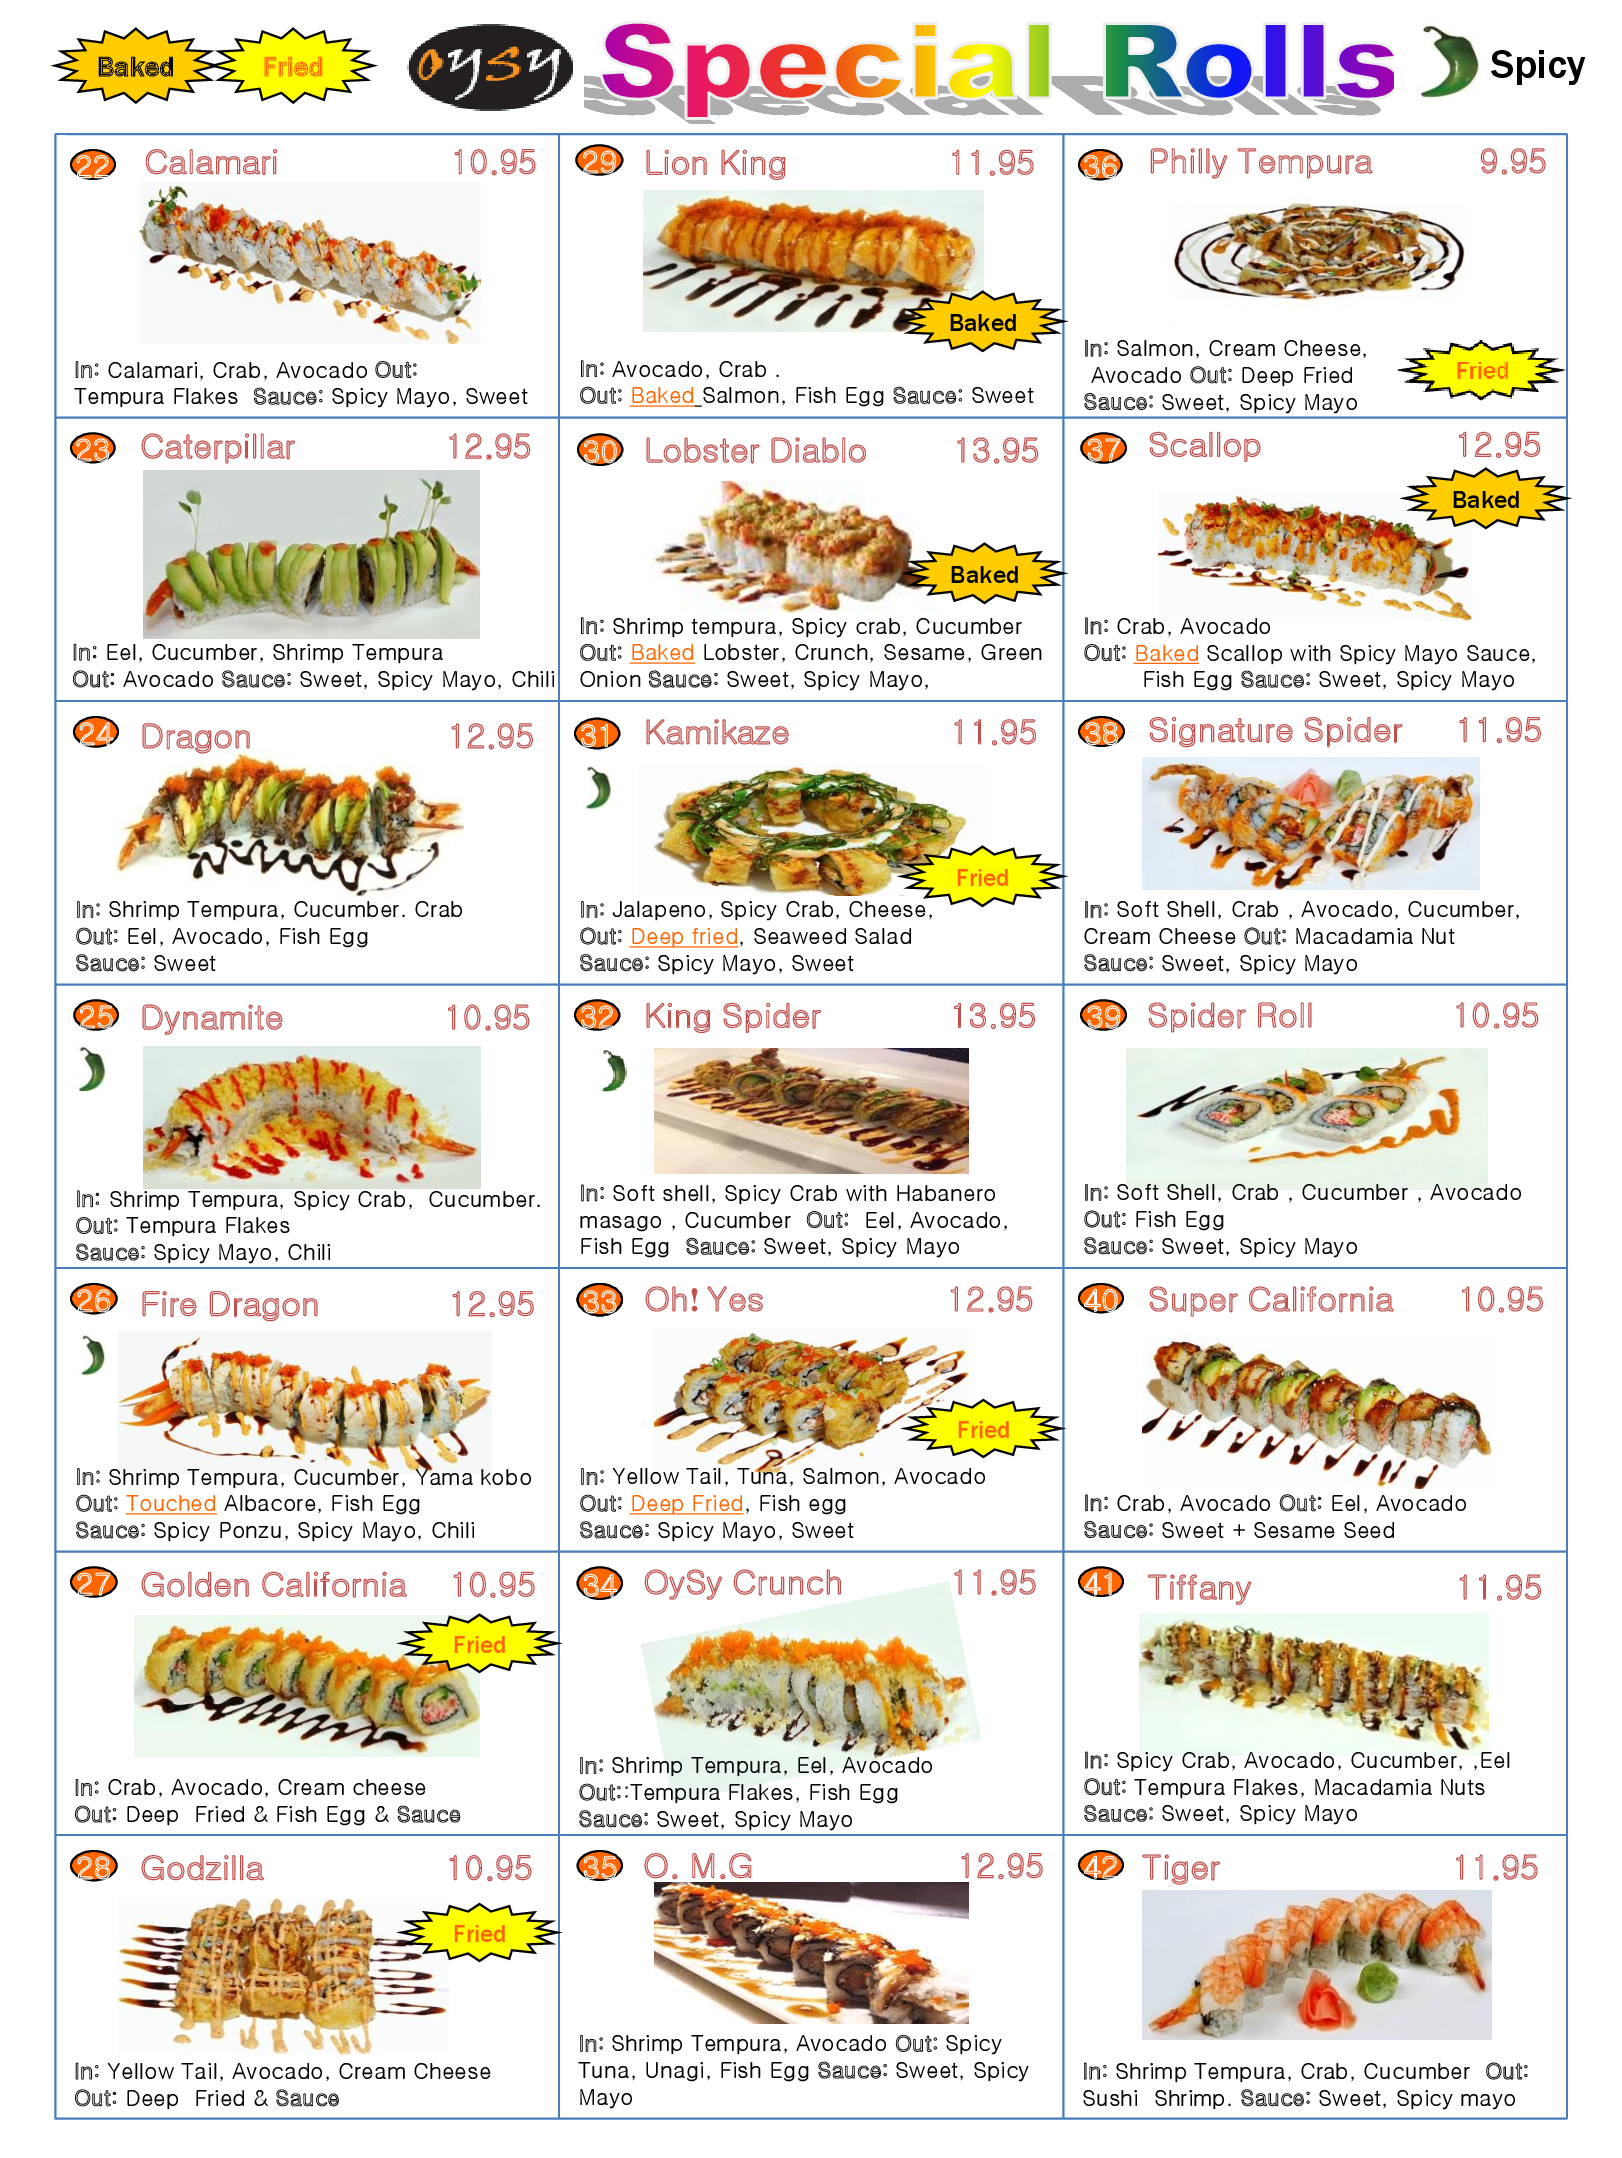 Baked
Fried
oysy
Special Rolls
Spicy
22 Calamari 10.95
In: Calamari, Crab, Avocado Out:
Tempura Flakes Sauce: Spicy Mayo, Sweet
23 Caterpillar 12.95
In: Eel, Cucumber, Shrimp Tempura
Out: Avocado Sauce: Sweet, Spicy Mayo, Chili
24 Dragon 12.95
In: Shrimp Tempura, Cucumber. Crab
Out: Eel, Avocado, Fish Egg
Sauce: Sweet
25 Dynamite 10.95
In: Shrimp Tempura, Spicy Crab, Cucumber.
Out: Tempura Flakes
Sauce: Spicy Mayo, Chili
26 Fire Dragon 12.95
In: Shrimp Tempura, Cucumber, Yama kobo
Out: Touched Albacore, Fish Egg
Sauce: Spicy Ponzu, Spicy Mayo, Chili
27 Golden California 10.95
Fried
In: Crab, Avocado, Cream cheese
Out: Deep Fried & Fish Egg & Sauce
28 Godzilla 10.95
Fried
In: Yellow Tail, Avocado, Cream Cheese
Out: Deep Fried & Sauce
29 Lion King 11.95
Baked
In: Avocado, Crab .
Out: Baked Salmon, Fish Egg Sauce: Sweet
30 Lobster Diablo 13.95
Baked
In: Shrimp tempura, Spicy crab, Cucumber
Out: Baked Lobster, Crunch, Sesame, Green
Onion Sauce: Sweet, Spicy Mayo,
31 Kamikaze 11.95
Fried
In: Jalapeno, Spicy Crab, Cheese,
Out: Deep fried, Seaweed Salad
Sauce: Spicy Mayo, Sweet
32 King Spider 13.95
In: Soft shell, Spicy Crab with Habanero
masago , Cucumber Out: Eel, Avocado,
Fish Egg Sauce: Sweet, Spicy Mayo
33 Oh! Yes 12.95
Fried
In: Yellow Tail, Tuna, Salmon, Avocado
Out: Deep Fried, Fish egg
Sauce: Spicy Mayo, Sweet
34 OySy Crunch 11.95
In: Shrimp Tempura, Eel, Avocado
Out::Tempura Flakes, Fish Egg
Sauce: Sweet, Spicy Mayo
35 O. M.G 12.95
In: Shrimp Tempura, Avocado Out: Spicy
Tuna, Unagi, Fish Egg Sauce: Sweet, Spicy
Mayo
36 Philly Tempura 9.95
In: Salmon, Cream Cheese,
Avocado Out: Deep Fried
Sauce: Sweet, Spicy Mayo
Fried
37 Scallop 12.95
Baked
In: Crab, Avocado
Out: Baked Scallop with Spicy Mayo Sauce,
Fish Egg Sauce: Sweet, Spicy Mayo
38 Signature Spider 11.95
In: Soft Shell, Crab , Avocado, Cucumber,
Cream Cheese Out: Macadamia Nut
Sauce: Sweet, Spicy Mayo
39 Spider Roll 10.95
In: Soft Shell, Crab , Cucumber , Avocado
Out: Fish Egg
Sauce: Sweet, Spicy Mayo
40 Super California 10.95
In: Crab, Avocado Out: Eel, Avocado
Sauce: Sweet + Sesame Seed
41 Tiffany 11.95
In: Spicy Crab, Avocado, Cucumber, ,Eel
Out: Tempura Flakes, Macadamia Nuts
Sauce: Sweet, Spicy Mayo
42 Tiger 11.95
In: Shrimp Tempura, Crab, Cucumber Out:
Sushi Shrimp. Sauce: Sweet, Spicy mayo